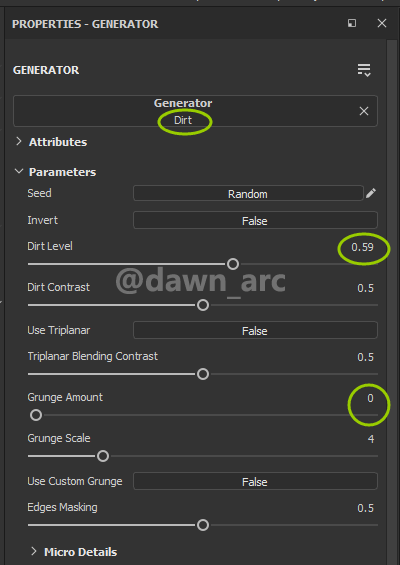 PROPERTIES - GENERATOR
GENERATOR
Generator
Dirt
Attributes
Parameters
Seed Random
Invert False
Dirt Level 0.59
@dawn_arc
Dirt Contrast 0.5
Use Triplanar False
Triplanar Blending Contrast 0.5
Grunge Amount 0
Grunge Scale 4
Use Custom Grunge False
Edges Masking 0.5
Micro Details